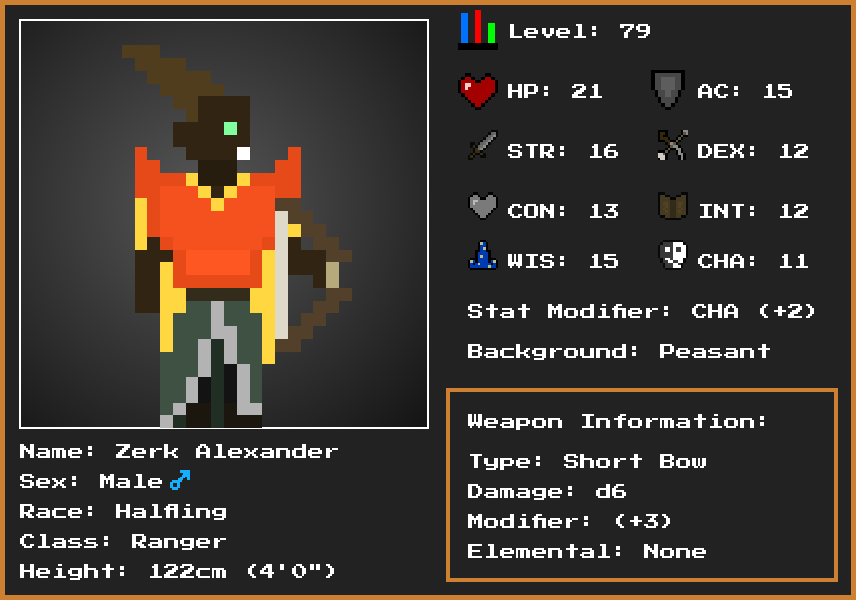 Level: 79
HP: 21 AC: 15
STR: 16 DEX: 12
CON: 13 INT: 12
WIS: 15 CHA: 11
Stat Modifier: CHA (+2)
Background: Peasant
Weapon Information:
Type: Short Bow
Damage: d6
Modifier: (+3)
Elemental: None
Name: Zerk Alexander
Sex: Male ♂
Race: Halfling
Class: Ranger
Height: 122cm (4'0")